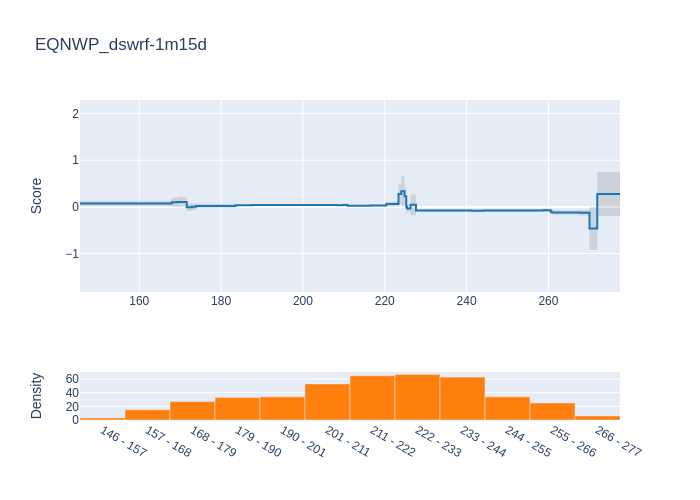 EQNWP_dswrf-1m15d
Score
2
1
0
−1
160
180
200
220
240
260
Density
60
40
20
0
146 - 157
157 - 168
168 - 179
179 - 190
190 - 201
201 - 211
211 - 222
222 - 233
233 - 244
244 - 255
255 - 266
266 - 277